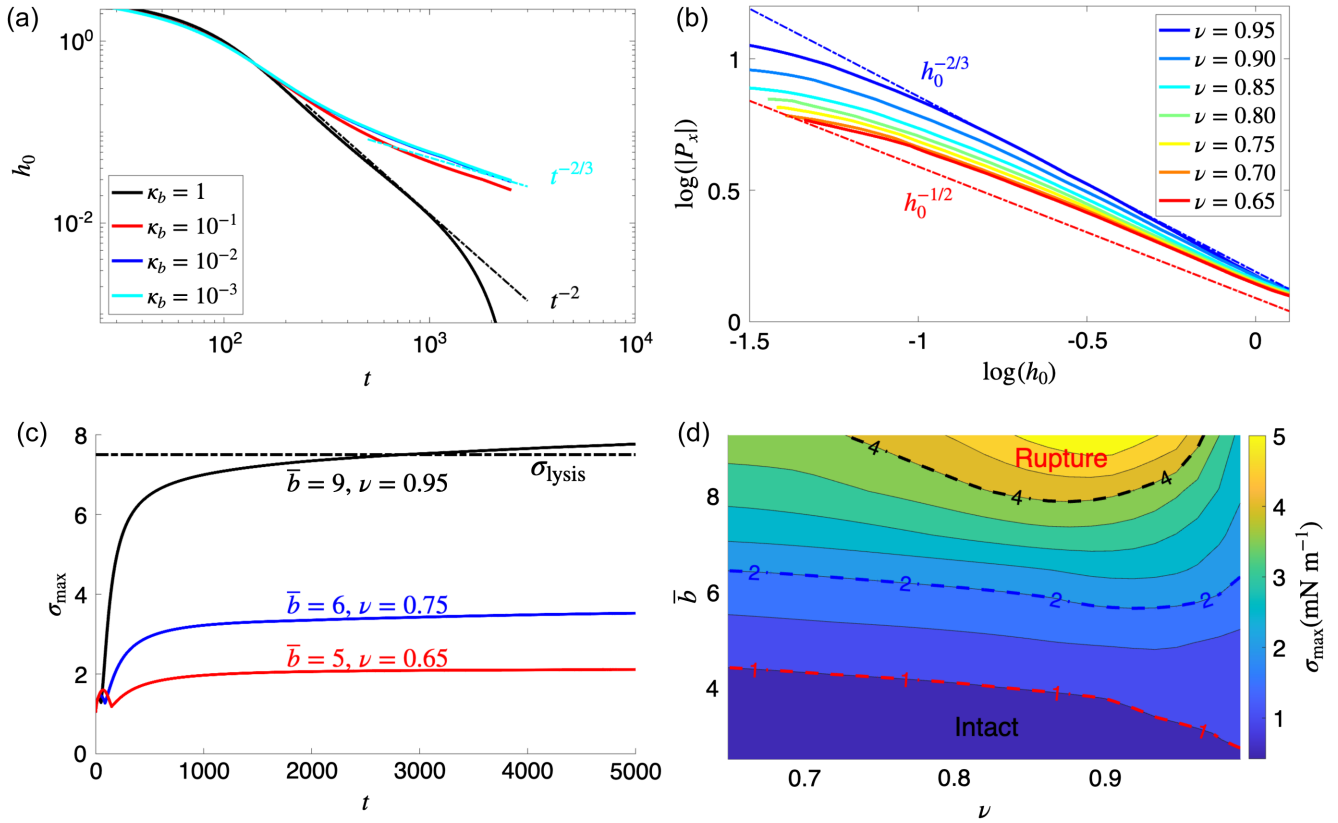 (a)
10^0
10^-2
h_0
κ_b = 1
κ_b = 10^-1
κ_b = 10^-2
κ_b = 10^-3
t^-2/3
t^-2
10^2
10^3
10^4
t
(b)
1
0.5
0
log(|P_x|)
h_0^-2/3
h_0^-1/2
ν = 0.95
ν = 0.90
ν = 0.85
ν = 0.80
ν = 0.75
ν = 0.70
ν = 0.65
-1.5
-1
-0.5
0
log(h_0)
(c)
8
6
4
2
0
σ_max
σ_lysis
b̅ = 9, ν = 0.95
b̅ = 6, ν = 0.75
b̅ = 5, ν = 0.65
0
1000
2000
3000
4000
5000
t
(d)
8
6
4
b̅
4
4
Rupture
2
2
2
2
1
1
1
1
Intact
0.7
0.8
0.9
ν
5
4
3
2
1
σ_max(mN m^-1)